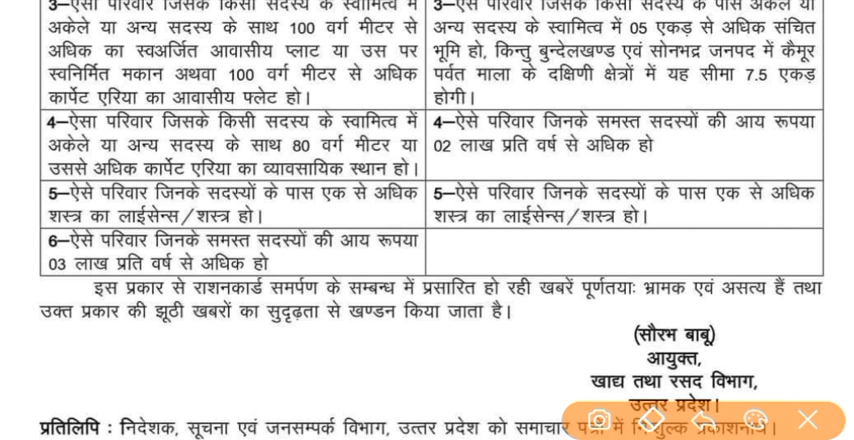 3–ऐसा परिवार जिसके किसी सदस्य के स्वामित्व में
अकेले या अन्य सदस्य के साथ 100 वर्ग मीटर से
अधिक का स्वअर्जित आवासीय प्लाट या उस पर
स्वनिर्मित मकान अथवा 100 वर्ग मीटर से अधिक
कार्पेट एरिया का आवासीय फ्लेट हो।
3–ऐसे परिवार जिनके किसी सदस्य के पास अकेले या
अन्य सदस्य के स्वामित्व में 05 एकड़ से अधिक संचित
भूमि हो, किन्तु बुन्देलखण्ड एवं सोनभद्र जनपद में कैमूर
पर्वत माला के दक्षिणी क्षेत्रों में यह सीमा 7.5 एकड़
होगी।
4–ऐसा परिवार जिसके किसी सदस्य के स्वामित्व में
अकेले या अन्य सदस्य के साथ 80 वर्ग मीटर या
उससे अधिक कार्पेट एरिया का व्यावसायिक स्थान हो।
4–ऐसे परिवार जिनके समस्त सदस्यों की आय रूपया
02 लाख प्रति वर्ष से अधिक हो
5–ऐसे परिवार जिनके सदस्यों के पास एक से अधिक
शस्त्र का लाईसेन्स/शस्त्र हो।
5–ऐसे परिवार जिनके सदस्यों के पास एक से अधिक
शस्त्र का लाईसेन्स/शस्त्र हो।
6–ऐसे परिवार जिनके समस्त सदस्यों की आय रूपया
03 लाख प्रति वर्ष से अधिक हो
इस प्रकार से राशनकार्ड समर्पण के सम्बन्ध में प्रसारित हो रही खबरें पूर्णतयाः भ्रामक एवं असत्य हैं तथा
उक्त प्रकार की झूठी खबरों का सुदृढ़ता से खण्डन किया जाता है।
(सौरभ बाबू)
आयुक्त,
खाद्य तथा रसद विभाग,
उत्तर प्रदेश।
प्रतिलिपि : निदेशक, सूचना एवं जनसम्पर्क विभाग, उत्तर प्रदेश को समाचार पत्रों में